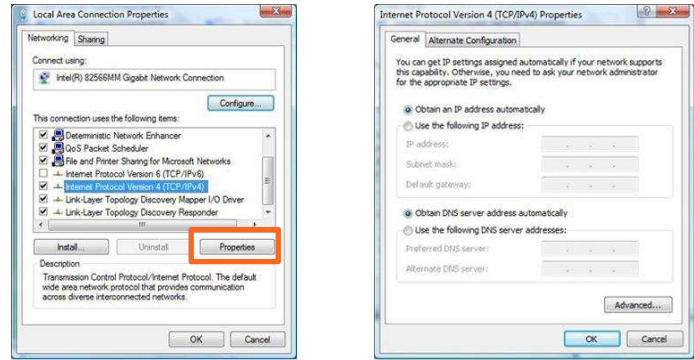 Local Area Connection Properties
Networking Sharing
Connect using:
Intel(R) 82566MM Gigabit Network Connection
Configure...
This connection uses the following items:
Deterministic Network Enhancer
QoS Packet Scheduler
File and Printer Sharing for Microsoft Networks
Internet Protocol Version 6 (TCP/IPv6)
Internet Protocol Version 4 (TCP/IPv4)
Link-Layer Topology Discovery Mapper I/O Driver
Link-Layer Topology Discovery Responder
Install... Uninstall Properties
Description
Transmission Control Protocol/Internet Protocol. The default
wide area network protocol that provides communication
across diverse interconnected networks.
OK Cancel
Internet Protocol Version 4 (TCP/IPv4) Properties
General Alternate Configuration
You can get IP settings assigned automatically if your network supports
this capability. Otherwise, you need to ask your network administrator
for the appropriate IP settings.
Obtain an IP address automatically
Use the following IP address:
IP address:
Subnet mask:
Default gateway:
Obtain DNS server address automatically
Use the following DNS server addresses:
Preferred DNS server:
Alternate DNS server:
Advanced...
OK Cancel